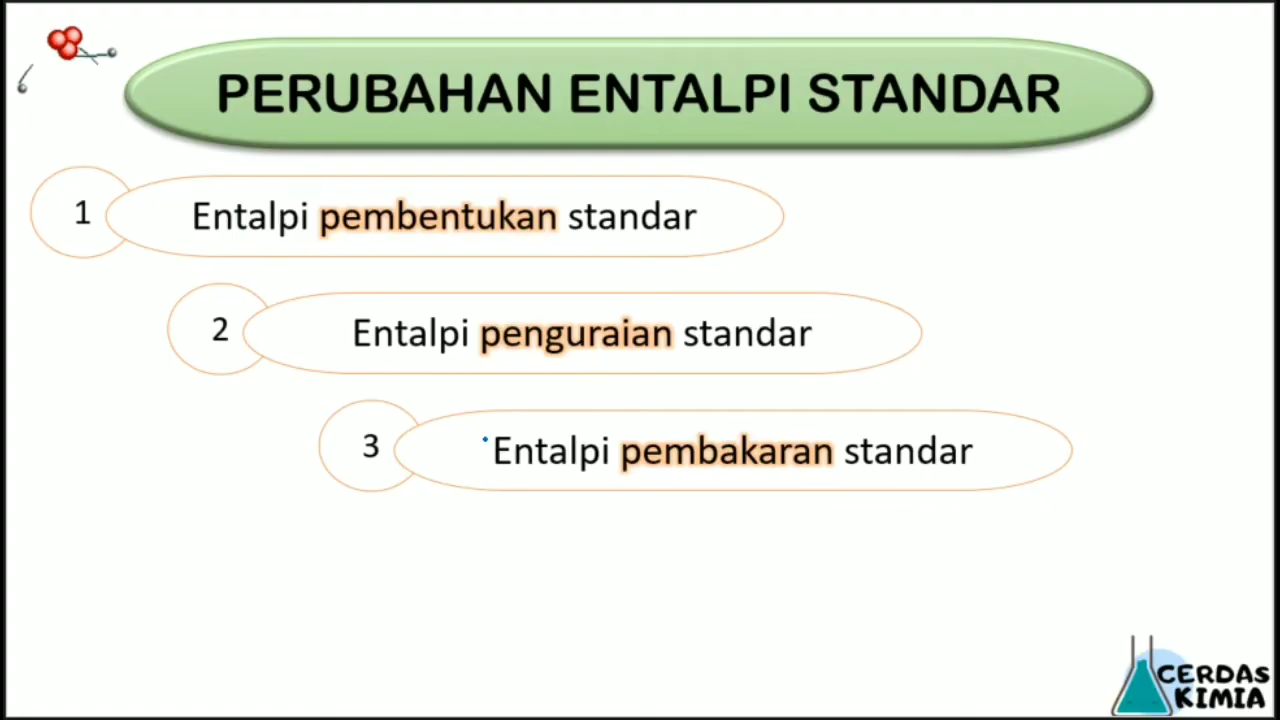 PERUBAHAN ENTALPI STANDAR
1
Entalpi pembentukan standar
2
Entalpi penguraian standar
3
Entalpi pembakaran standar
CERDAS
KIMIA